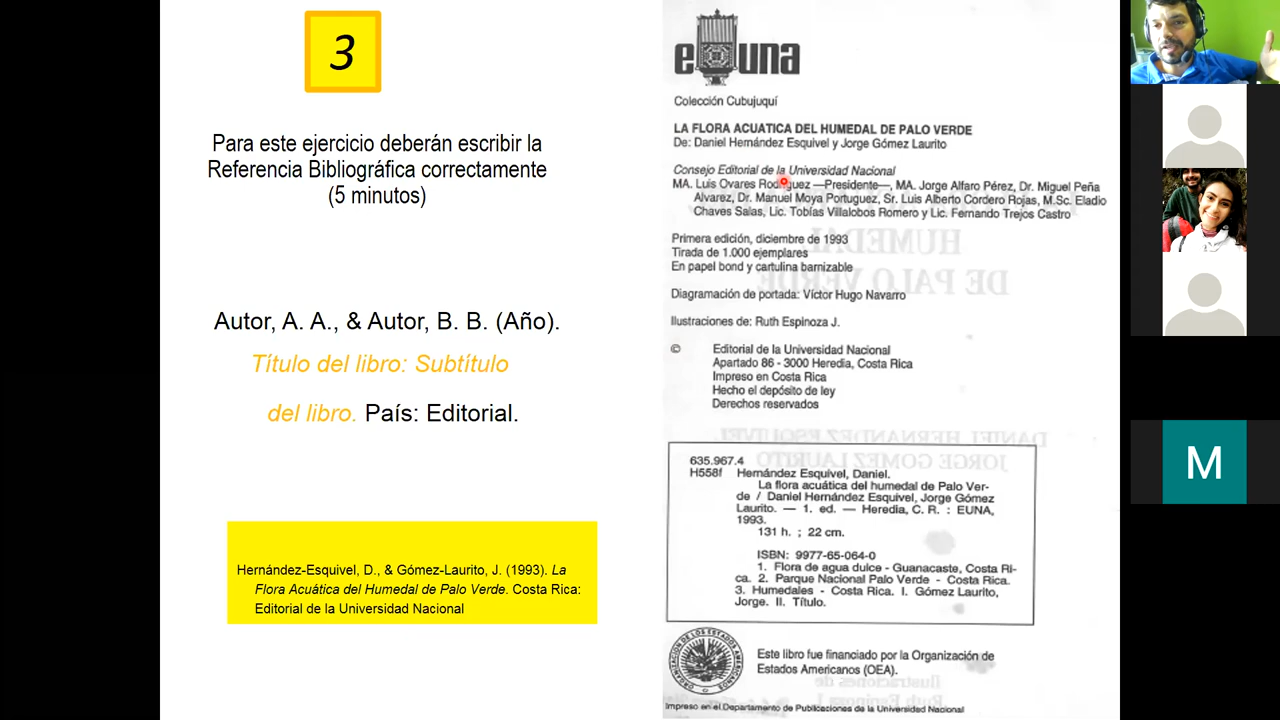 3
Para este ejercicio deberán escribir la
Referencia Bibliográfica correctamente
(5 minutos)
Autor, A. A., & Autor, B. B. (Año).
Título del libro: Subtítulo
del libro. País: Editorial.
Hernández-Esquivel, D., & Gómez-Laurito, J. (1993). La
Flora Acuática del Humedal de Palo Verde. Costa Rica:
Editorial de la Universidad Nacional
euna
Colección Cubujuquí
LA FLORA ACUATICA DEL HUMEDAL DE PALO VERDE
De: Daniel Hernández Esquivel y Jorge Gómez Laurito
Consejo Editorial de la Universidad Nacional
MA. Luis Ovares Rodríguez —Presidente—, MA. Jorge Alfaro Pérez, Dr. Miguel Peña
Alvarez, Dr. Manuel Moya Portuguez, Sr. Luis Alberto Cordero Rojas, M.Sc. Eladio
Chaves Salas, Lic. Tobías Villalobos Romero y Lic. Fernando Trejos Castro
Primera edición, diciembre de 1993
Tirada de 1.000 ejemplares
En papel bond y cartulina barnizable
Diagramación de portada: Víctor Hugo Navarro
Ilustraciones de: Ruth Espinoza J.
© Editorial de la Universidad Nacional
Apartado 86 - 3000 Heredia, Costa Rica
Impreso en Costa Rica
Hecho el depósito de ley
Derechos reservados
635.967.4
H558f Hernández Esquivel, Daniel.
La flora acuática del humedal de Palo Ver-
de / Daniel Hernández Esquivel, Jorge Gómez
Laurito. — 1. ed. — Heredia, C. R. : EUNA,
1993.
131 h. ; 22 cm.
ISBN: 9977-65-064-0
1. Flora de agua dulce - Guanacaste, Costa Ri-
ca. 2. Parque Nacional Palo Verde - Costa Rica.
3. Humedales - Costa Rica. I. Gómez Laurito,
Jorge. II. Título.
Este libro fue financiado por la Organización de
Estados Americanos (OEA).
Impreso en el Departamento de Publicaciones de la Universidad Nacional
M